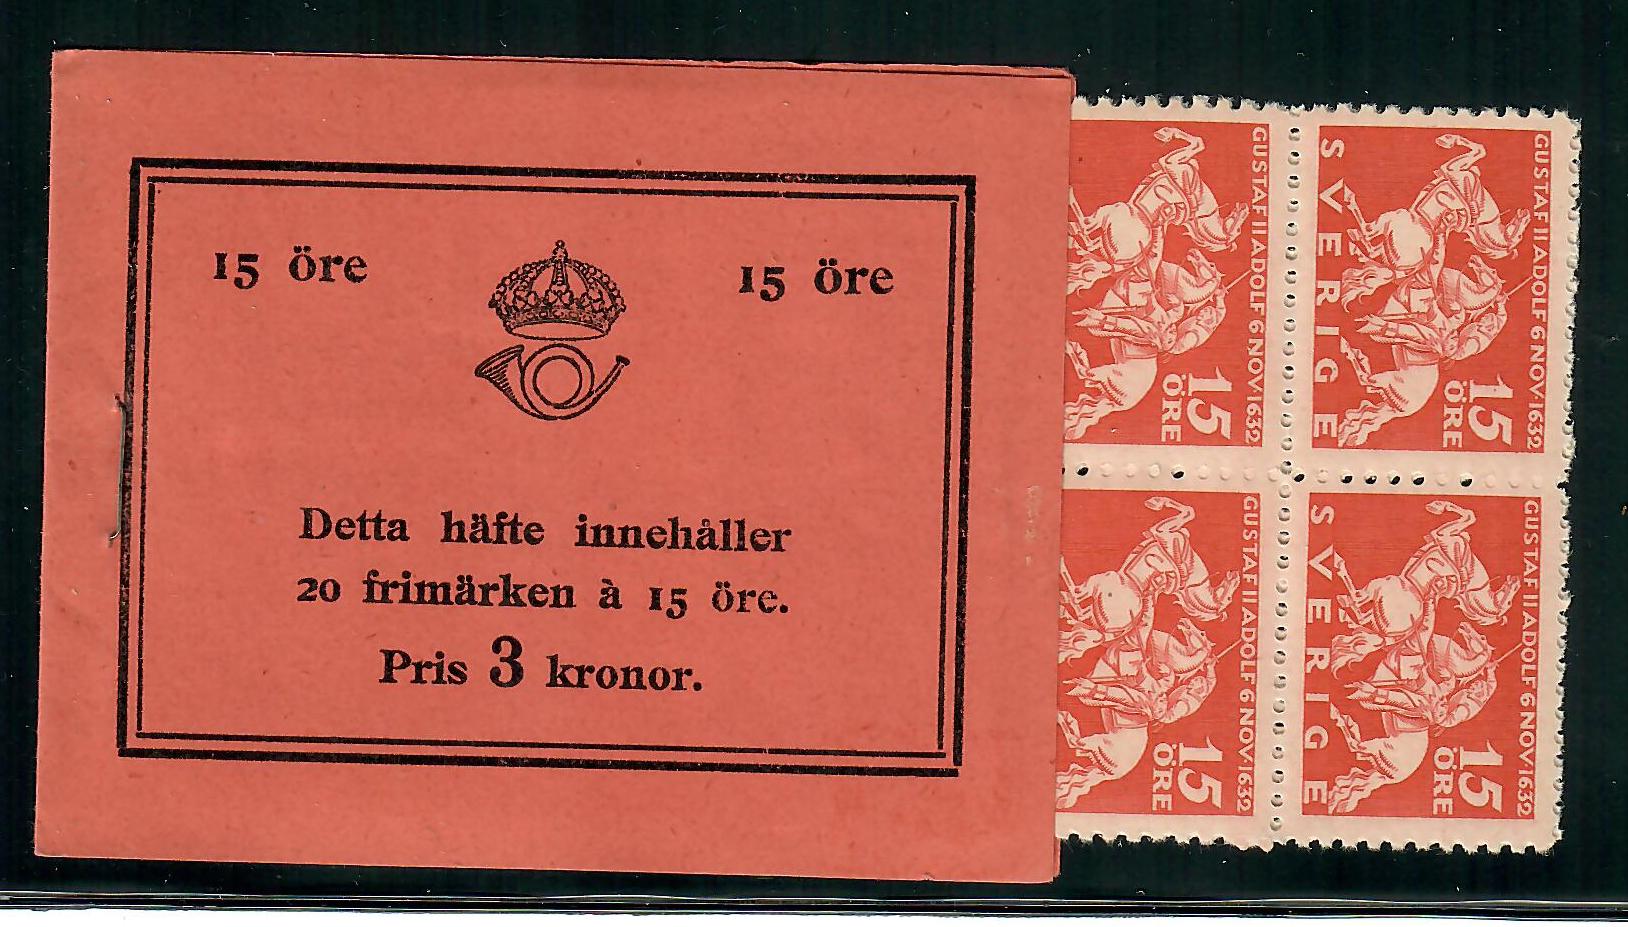 15 öre 15 öre
Detta häfte innehåller
20 frimärken à 15 öre.
Pris 3 kronor.
GUSTAF II ADOLF 6 NOV 1632
15
ÖRE
GUSTAF II ADOLF 6 NOV 1632
15
ÖRE
SVERIGE
GUSTAF II ADOLF 6 NOV 1632
15
ÖRE
GUSTAF II ADOLF 6 NOV 1632
15
ÖRE
SVERIGE